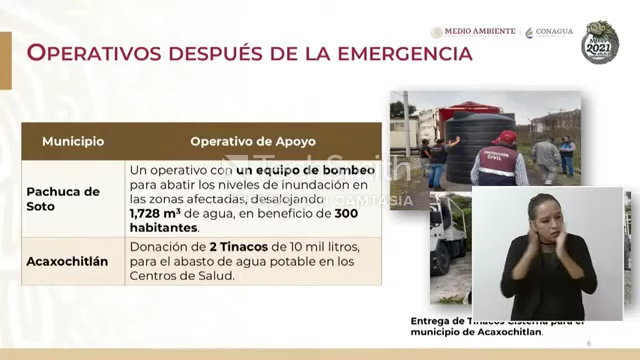 MEDIO AMBIENTE
CONAGUA
2021
OPERATIVOS DESPUÉS DE LA EMERGENCIA
Municipio
Operativo de Apoyo
Pachuca de
Soto
Un operativo con un equipo de bombeo
para abatir los niveles de inundación en
las zonas afectadas, desalojando
1,728 m³ de agua, en beneficio de 300
habitantes.
Acaxochitlán
Donación de 2 Tinacos de 10 mil litros,
para el abasto de agua potable en los
Centros de Salud.
TechSmith
CAMTASIA
PROTECCIÓN
CIVIL
Entrega de Tinacos Cisterna para el
municipio de Acaxochitlan.
6